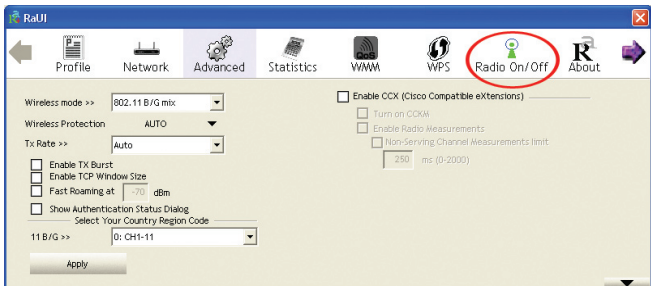 RaUI
Profile Network Advanced Statistics QoS WMM WPS Radio On/Off R a About
Wireless mode >> 802.11 B/G mix
Wireless Protection AUTO
Tx Rate >> Auto
Enable TX Burst
Enable TCP Window Size
Fast Roaming at -70 dBm
Show Authentication Status Dialog
Select Your Country Region Code
11 B/G >> 0: CH1-11
Apply
Enable CCX (Cisco Compatible eXtensions)
Turn on CCKM
Enable Radio Measurements
Non-Serving Channel Measurements limit
250 ms (0-2000)